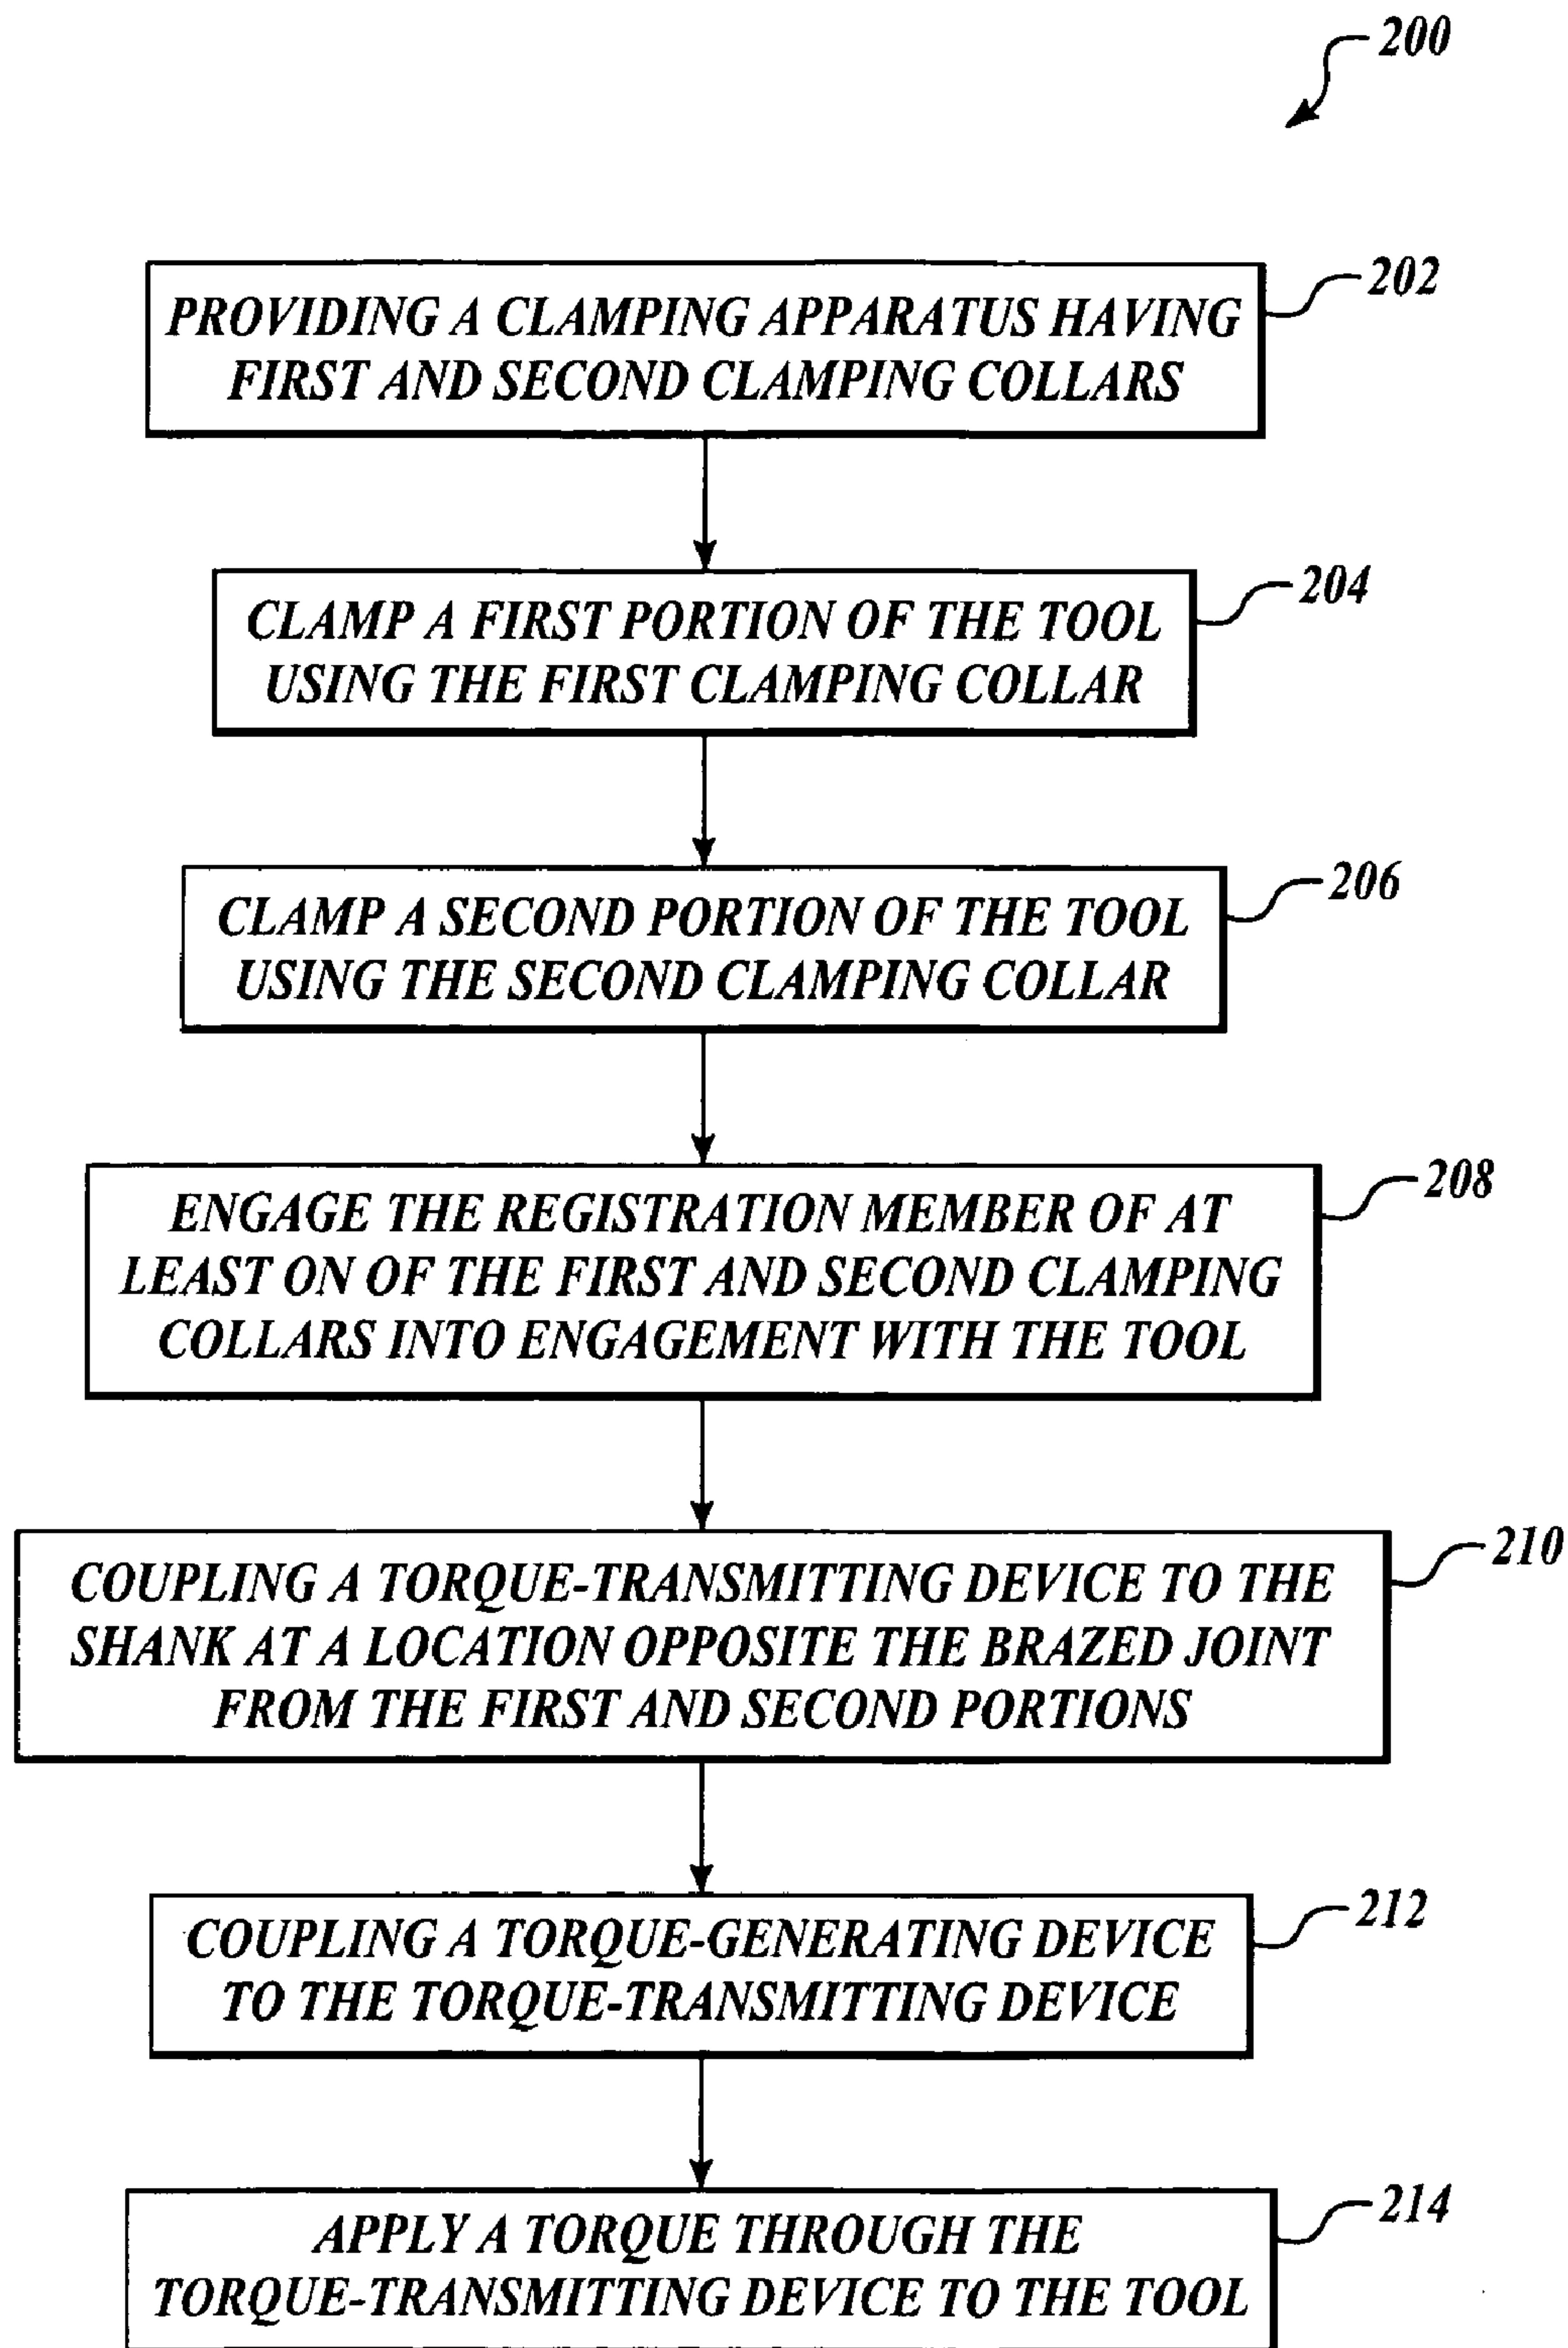 200
PROVIDING A CLAMPING APPARATUS HAVING
FIRST AND SECOND CLAMPING COLLARS
202
CLAMP A FIRST PORTION OF THE TOOL
USING THE FIRST CLAMPING COLLAR
204
CLAMP A SECOND PORTION OF THE TOOL
USING THE SECOND CLAMPING COLLAR
206
ENGAGE THE REGISTRATION MEMBER OF AT
LEAST ON OF THE FIRST AND SECOND CLAMPING
COLLARS INTO ENGAGEMENT WITH THE TOOL
208
COUPLING A TORQUE-TRANSMITTING DEVICE TO THE
SHANK AT A LOCATION OPPOSITE THE BRAZED JOINT
FROM THE FIRST AND SECOND PORTIONS
210
COUPLING A TORQUE-GENERATING DEVICE
TO THE TORQUE-TRANSMITTING DEVICE
212
APPLY A TORQUE THROUGH THE
TORQUE-TRANSMITTING DEVICE TO THE TOOL
214